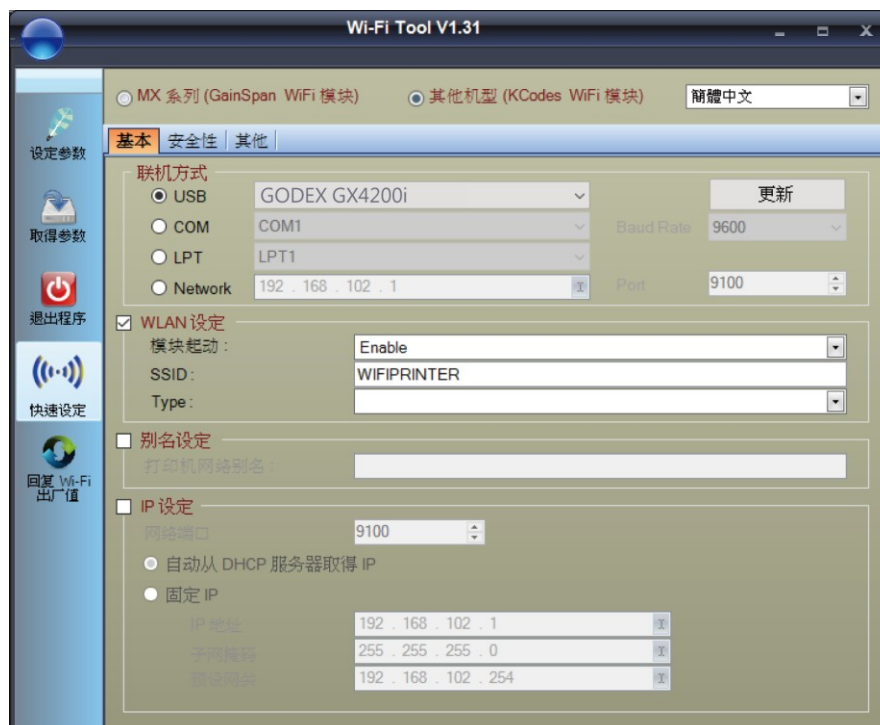 Wi-Fi Tool V1.31
MX 系列 (GainSpan WiFi 模块) 其他机型 (KCodes WiFi 模块) 簡體中文
设定参数
取得参数
退出程序
快速设定
回复 Wi-Fi
出厂值
基本 安全性 其他
联机方式
USB GODEX GX4200i 更新
COM COM1 Baud Rate 9600
LPT LPT1
Network 192 . 168 . 102 . 1 Port 9100
WLAN 设定
模块起动 : Enable
SSID : WIFIPRINTER
Type :
别名设定
打印机网络别名 :
IP 设定
网络端口 9100
自动从 DHCP 服务器取得 IP
固定 IP
IP 地址 192 . 168 . 102 . 1
子网掩码 255 . 255 . 255 . 0
预设网关 192 . 168 . 102 . 254